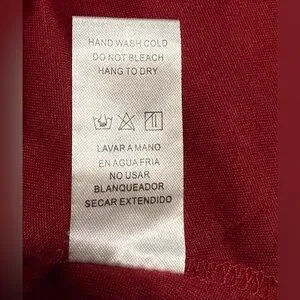 HAND WASH COLD
DO NOT BLEACH
HANG TO DRY
LAVAR A MANO
EN AGUA FRIA
NO USAR
BLANQUEADOR
SECAR EXTENDIDO